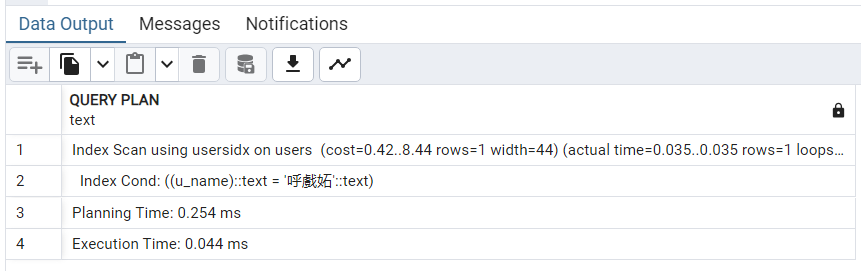 Data Output Messages Notifications
QUERY PLAN
text
1 Index Scan using usersidx on users (cost=0.42..8.44 rows=1 width=44) (actual time=0.035..0.035 rows=1 loops...
2 Index Cond: ((u_name)::text = '呼戱妬'::text)
3 Planning Time: 0.254 ms
4 Execution Time: 0.044 ms